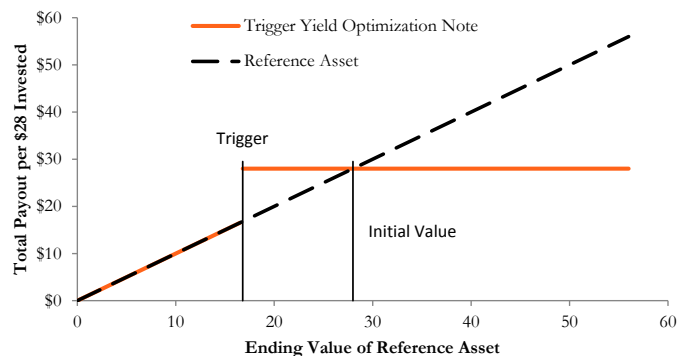 $60
$50
$40
$30
$20
$10
$0
Total Payout per $28 Invested
Trigger Yield Optimization Note
Reference Asset
Trigger
Initial Value
0
10
20
30
40
50
60
Ending Value of Reference Asset